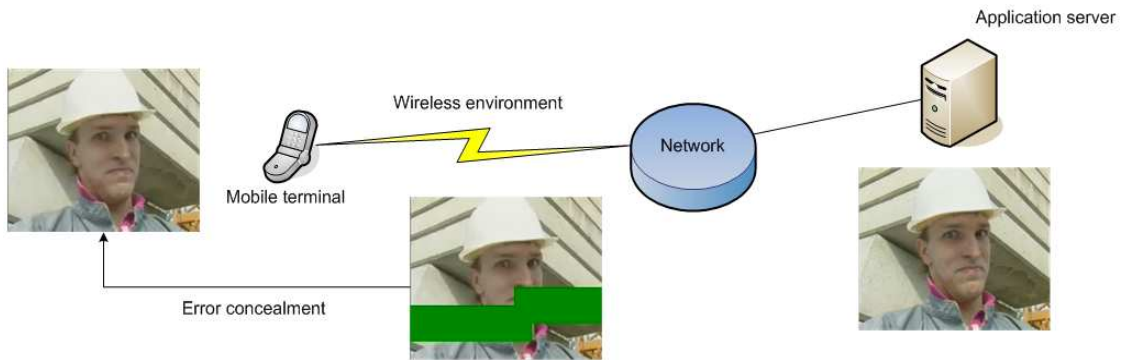 Application server
Wireless environment
Network
Mobile terminal
Error concealment